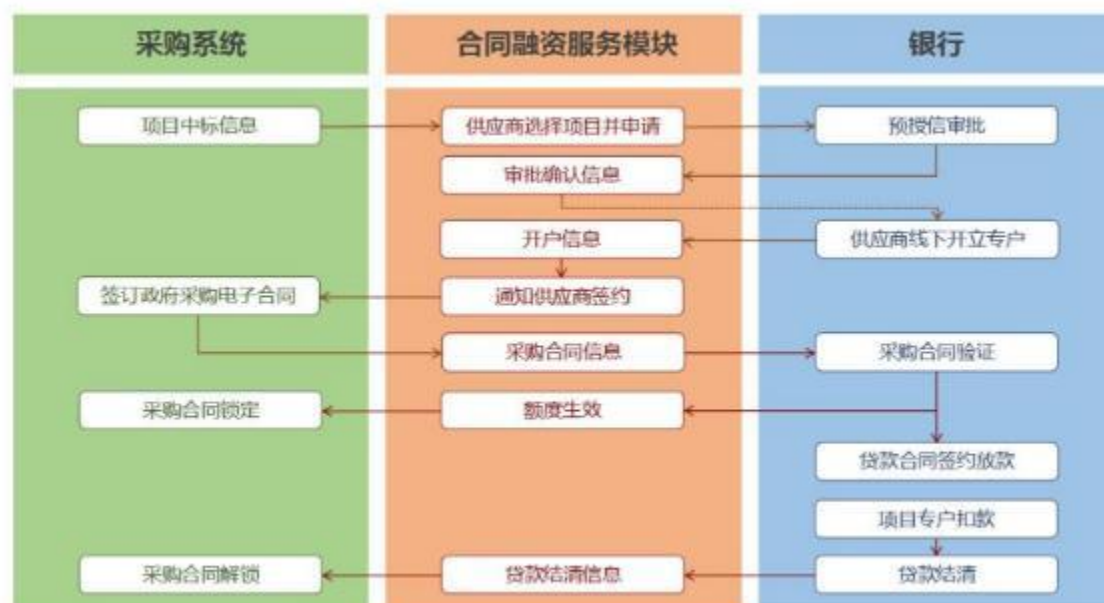 采购系统
合同融资服务模块
银行
项目中标信息
供应商选择项目并申请
预授信审批
审批确认信息
开户信息
供应商线下开立专户
签订政府采购电子合同
通知供应商签约
采购合同信息
采购合同验证
采购合同锁定
额度生效
贷款合同签约放款
项目专户扣款
采购合同解锁
贷款结清信息
贷款结清